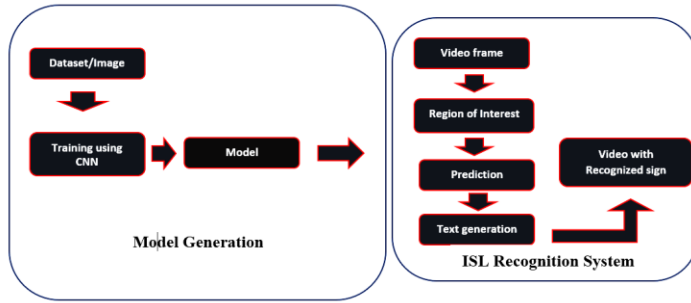 Dataset/Image
Training using
CNN
Model
Model Generation
Video frame
Region of Interest
Prediction
Text generation
Video with
Recognized sign
ISL Recognition System